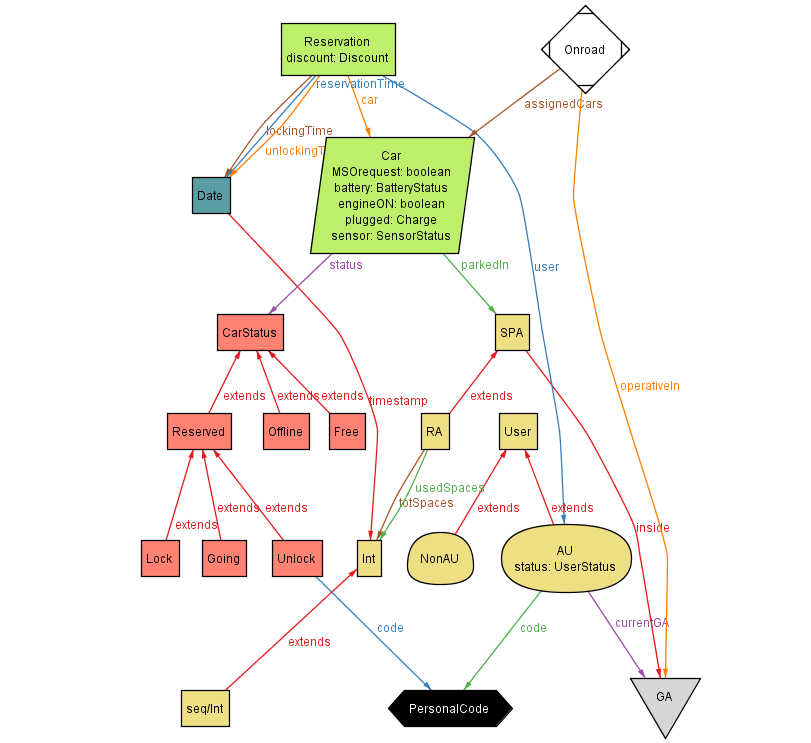 Reservation
discount: Discount
Onroad
reservationTime
car
assignedCars
lockingTime
unlockingT
Car
MSOrequest: boolean
battery: BatteryStatus
engineON: boolean
plugged: Charge
sensor: SensorStatus
Date
status
parkedIn
user
CarStatus
SPA
operativeIn
extends
extends
extends
timestamp
extends
Reserved
Offline
Free
RA
User
usedSpaces
totSpaces
extends
extends
extends
extends
extends
inside
Lock
Going
Unlock
Int
NonAU
AU
status: UserStatus
code
code
currentGA
extends
seq/Int
PersonalCode
GA